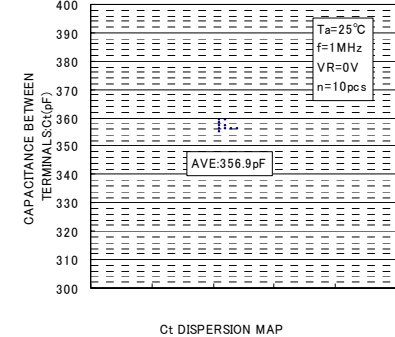 400
390
380
370
360
350
340
330
320
310
300
CAPACITANCE BETWEEN
TERMINALS:Ct(pF)
Ta=25℃
f=1MHz
VR=0V
n=10pcs
AVE:356.9pF
Ct DISPERSION MAP